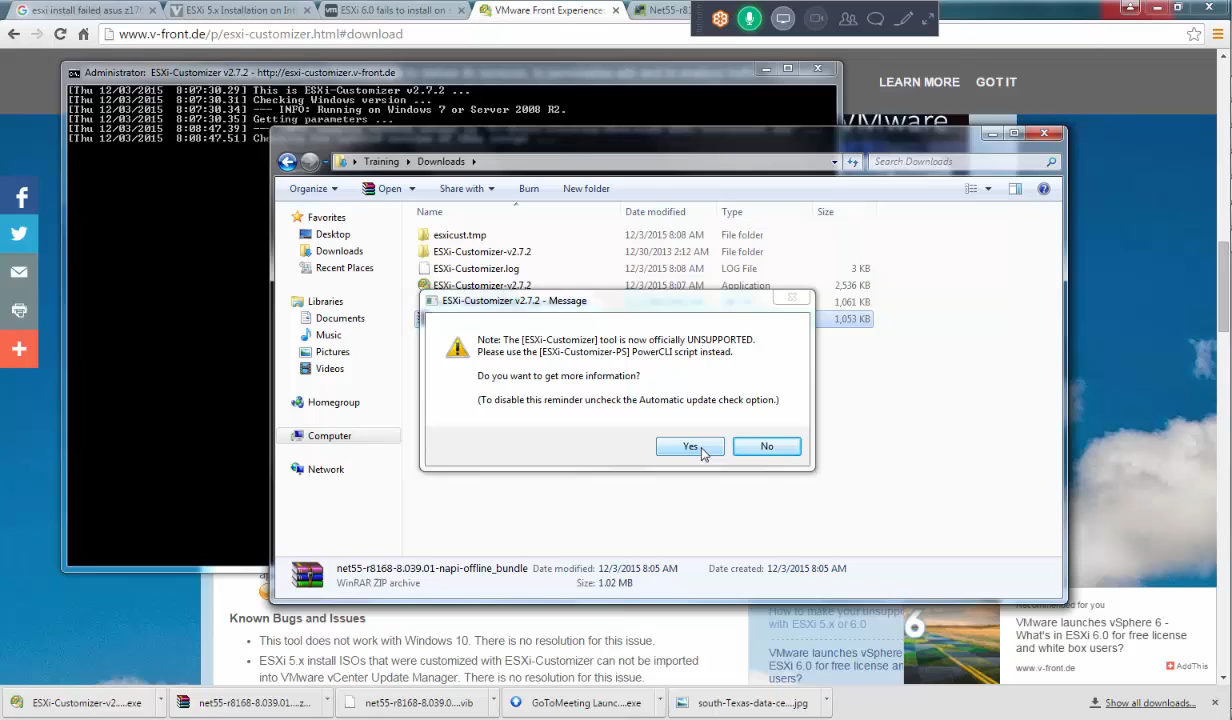 esxi install failed asus z170
ESXi 5.x Installation on Int
ESXi 6.0 fails to install on
VMware Front Experience:
Net55-r8
www.v-front.de/p/esxi-customizer.html#download
LEARN MORE GOT IT
Administrator: ESXi-Customizer v2.7.2 - http://esxi-customizer.v-front.de
[Thu 12/03/2015 8:07:30.29] This is ESXi-Customizer v2.7.2 ...
[Thu 12/03/2015 8:07:30.31] Checking Windows version ...
[Thu 12/03/2015 8:07:30.34] --- INFO: Running on Windows 7 or Server 2008 R2.
[Thu 12/03/2015 8:07:30.35] Getting parameters ...
[Thu 12/03/2015 8:08:47.39] --
[Thu 12/03/2015 8:08:47.51] Ch
VMware
Training Downloads
Search Downloads
Organize Open Share with Burn New folder
Name Date modified Type Size
Favorites
Desktop
Downloads
Recent Places
Libraries
Documents
Music
Pictures
Videos
Homegroup
Computer
Network
esxicust.tmp 12/3/2015 8:08 AM File folder
ESXi-Customizer-v2.7.2 12/30/2013 2:12 AM File folder
ESXi-Customizer.log 12/3/2015 8:08 AM LOG File 3 KB
ESXi-Customizer-v2.7.2 12/3/2015 8:07 AM Application 2,536 KB
1,061 KB
1,053 KB
ESXi-Customizer v2.7.2 - Message
Note: The [ESXi-Customizer] tool is now officially UNSUPPORTED.
Please use the [ESXi-Customizer-PS] PowerCLI script instead.
Do you want to get more information?
(To disable this reminder uncheck the Automatic update check option.)
Yes No
net55-r8168-8.039.01-napi-offline_bundle Date modified: 12/3/2015 8:05 AM Date created: 12/3/2015 8:05 AM
WinRAR ZIP archive Size: 1.02 MB
Known Bugs and Issues
This tool does not work with Windows 10. There is no resolution for this issue.
ESXi 5.x install ISOs that were customized with ESXi-Customizer can not be imported
into VMware vCenter Update Manager. There is no resolution for this issue.
How to make your unsupp
with ESXi 5.x or 6.0
VMware launches vSphere
ESXi 6.0 for free license a
users?
6
Recommended for you
VMware launches vSphere 6 -
What's in ESXi 6.0 for free license
and white box users?
www.v-front.de
AddThis
ESXi-Customizer-v2....exe
net55-r8168-8.039.01....z...
net55-r8168-8.039.01....vib
GoToMeeting Launc....exe
south-Texas-data-ce....jpg
Show all downloads...